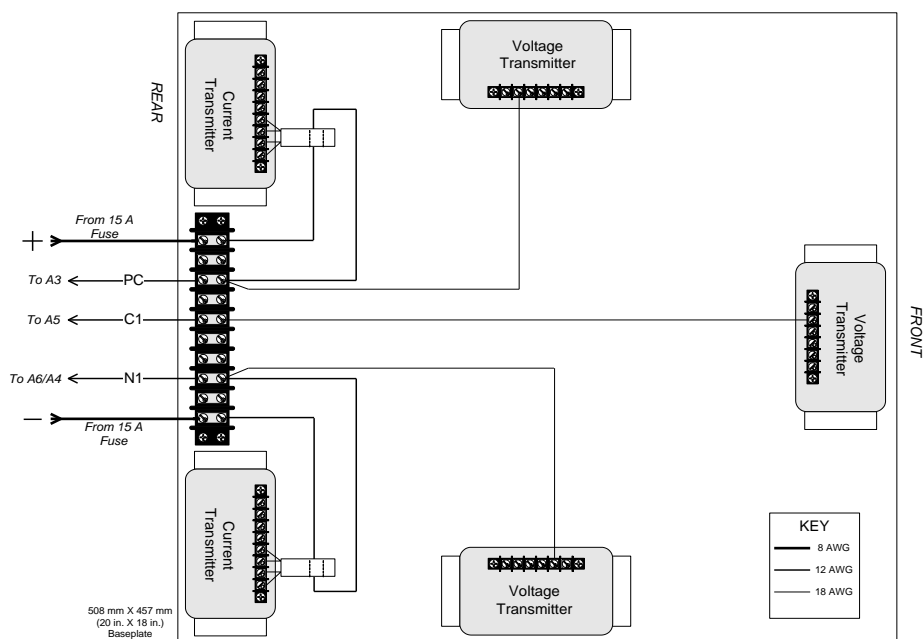 Voltage
Transmitter
REAR
Current
Transmitter
From 15 A
Fuse
+
To A3
PC
To A5
C1
Voltage
Transmitter
FRONT
To A6/A4
N1
–
From 15 A
Fuse
Current
Transmitter
Voltage
Transmitter
KEY
8 AWG
12 AWG
18 AWG
508 mm X 457 mm
(20 in. X 18 in.)
Baseplate